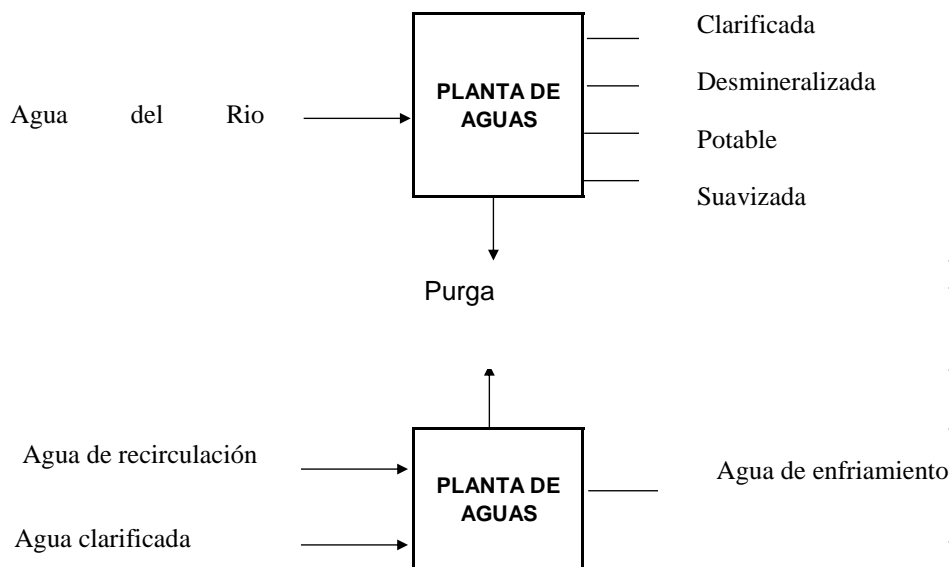 Clarificada
PLANTA DE
AGUAS
Desmineralizada
Agua del Rio
Potable
Suavizada
Purga
Agua de recirculación
PLANTA DE
AGUAS
Agua de enfriamiento
Agua clarificada